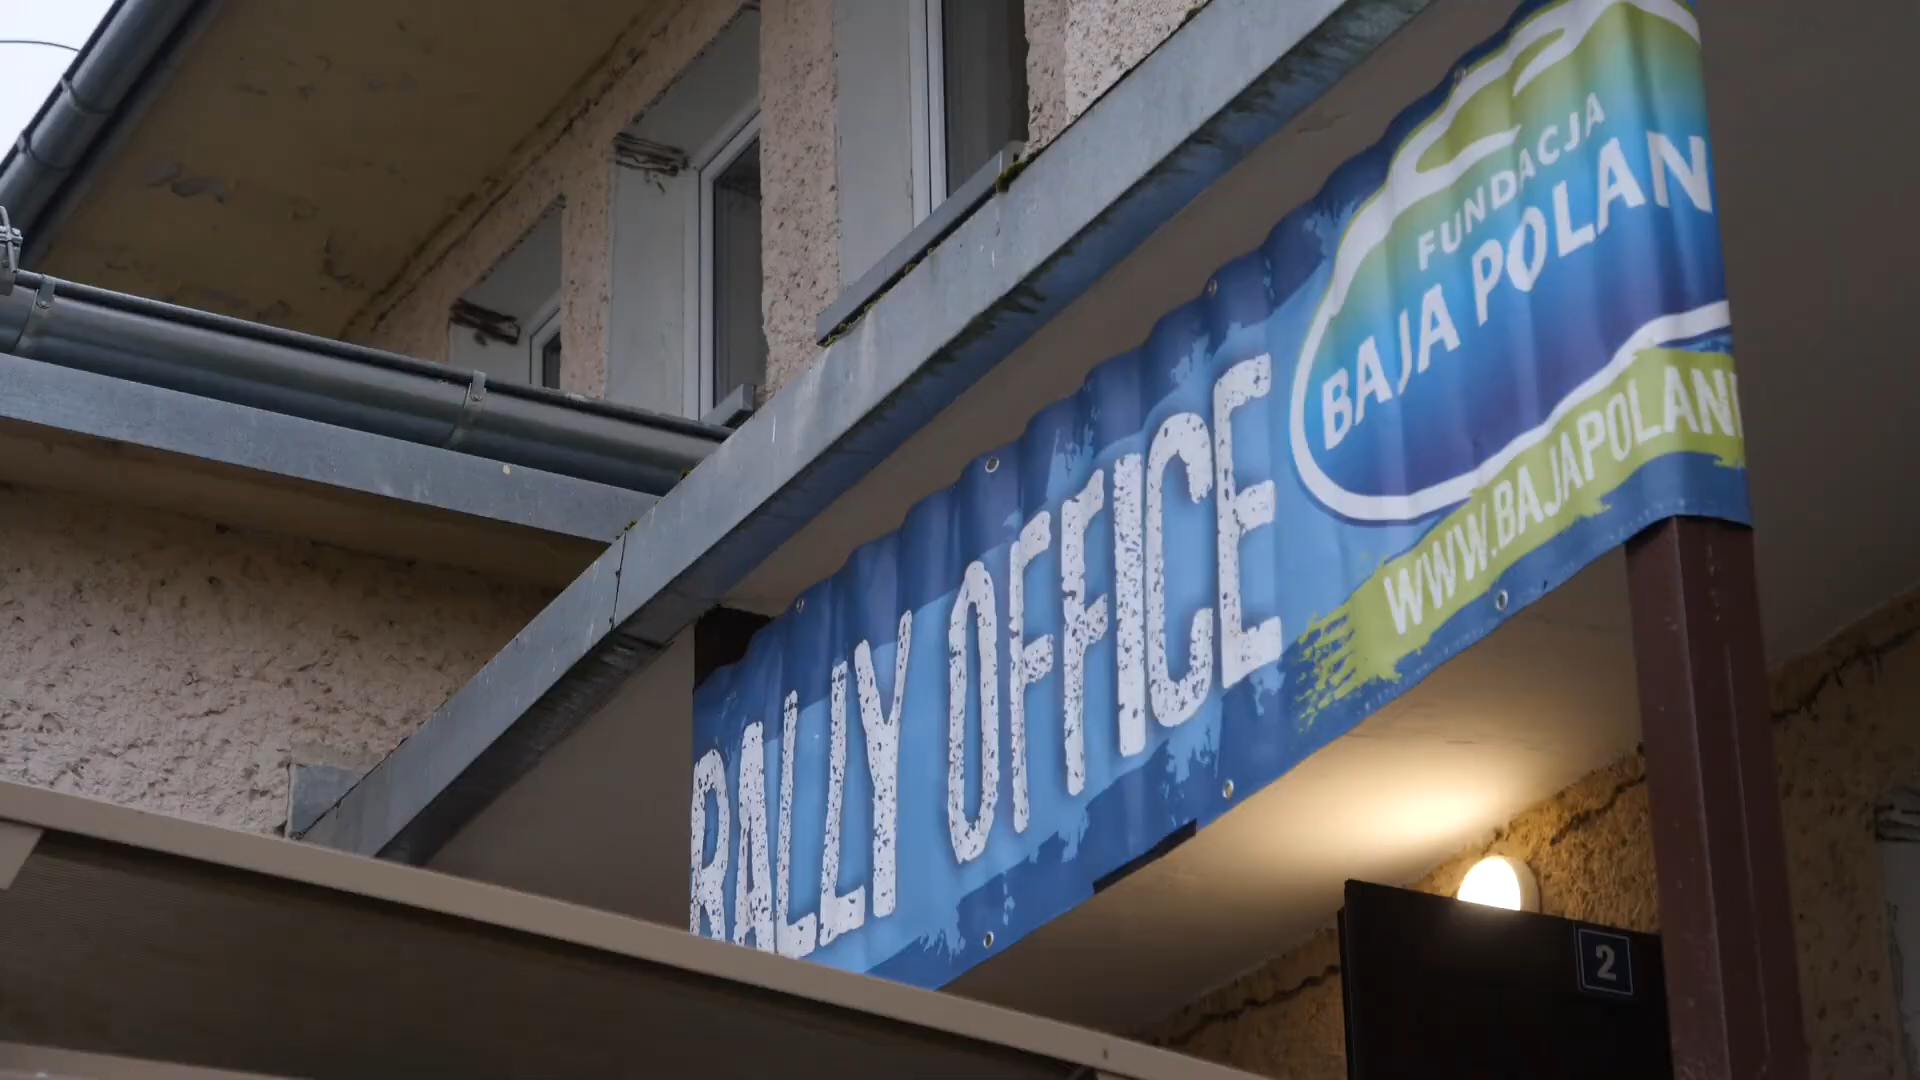 RALLY OFFICE
FUNDACJA
BAJA POLAN
WWW.BAJAPOLAN
2